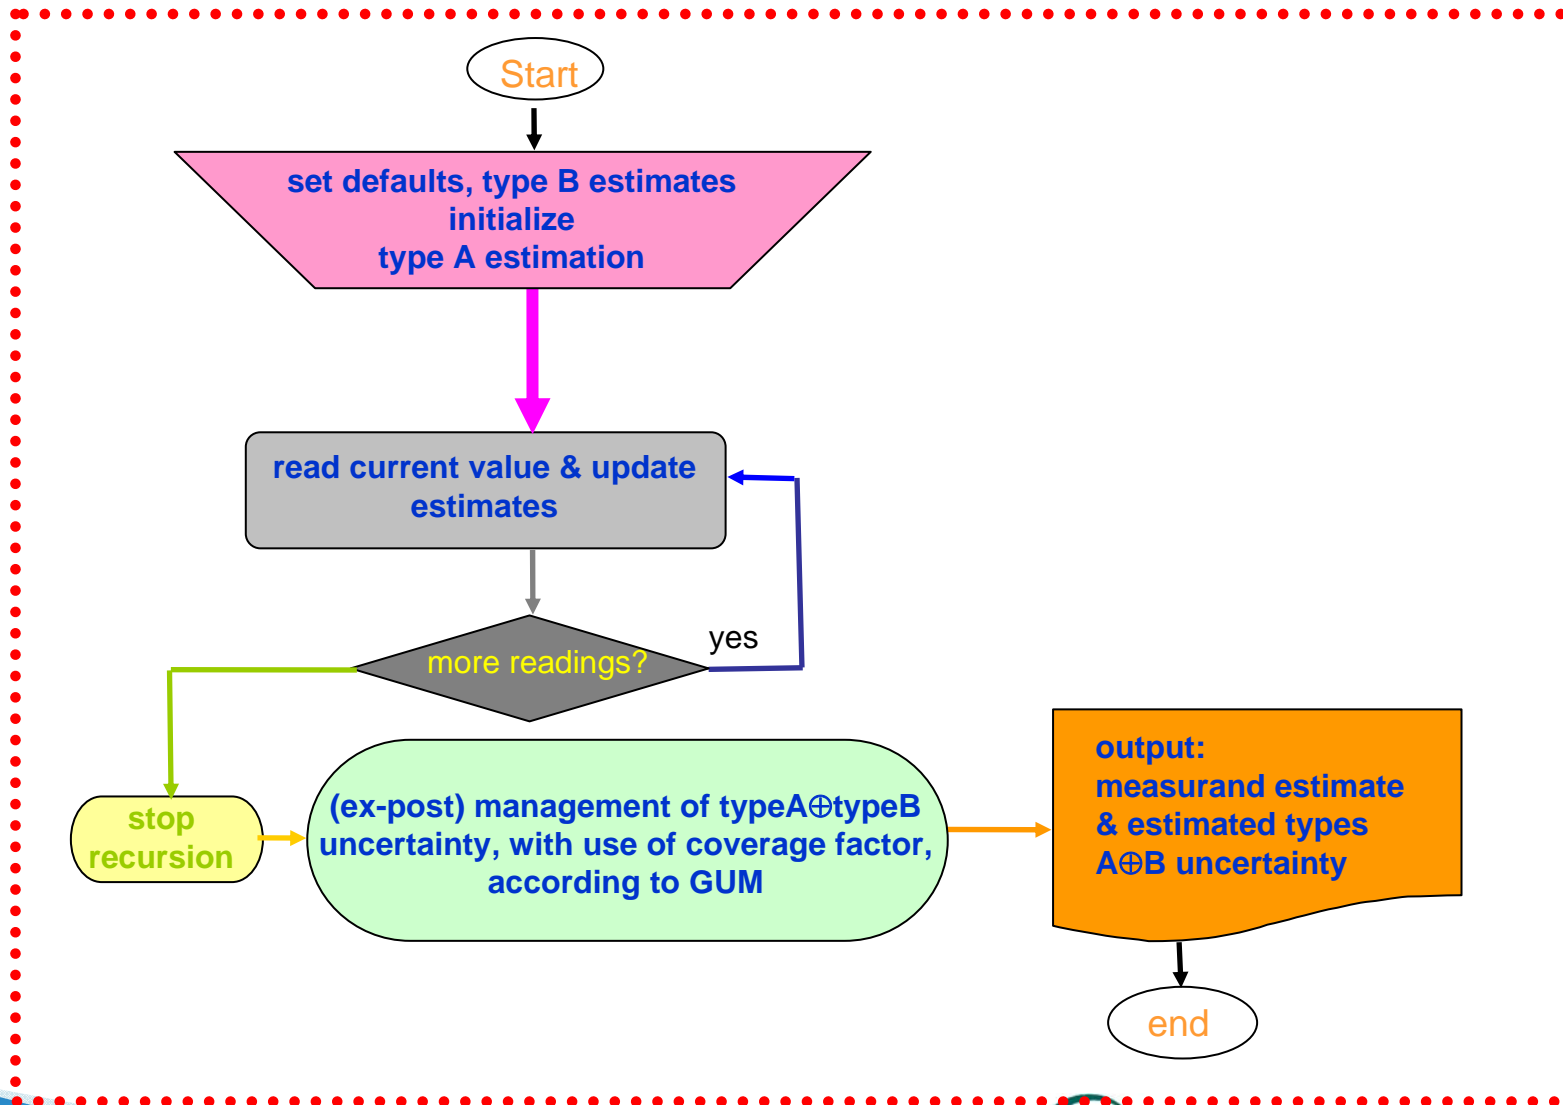 Start
set defaults, type B estimates
initialize
type A estimation
read current value & update
estimates
more readings?
yes
stop
recursion
(ex-post) management of typeA⊕typeB
uncertainty, with use of coverage factor,
according to GUM
output:
measurand estimate
& estimated types
A⊕B uncertainty
end